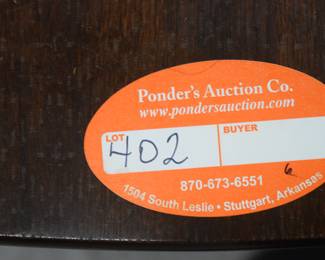 Ponder's Auction Co.
www.pondersauction.com
LOT BUYER
402
6
870-673-6551
1504 South Leslie • Stuttgart, Arkansas